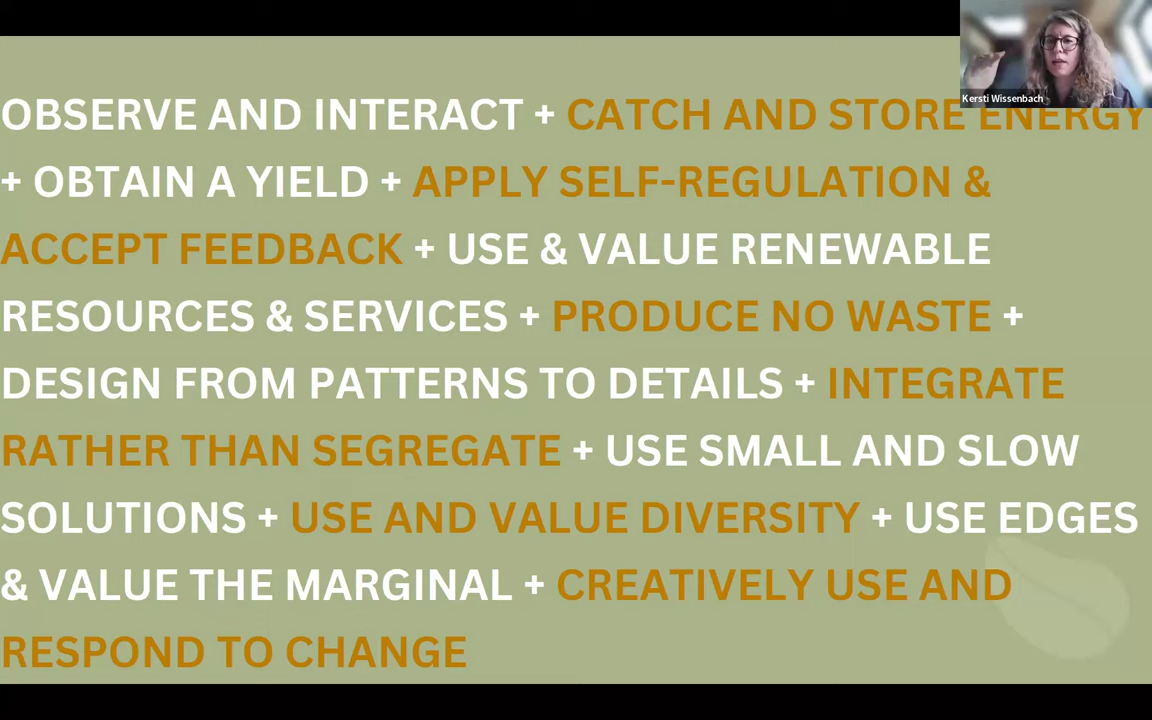 Kersti Wissenbach
OBSERVE AND INTERACT + CATCH AND STORE ENERGY
+ OBTAIN A YIELD + APPLY SELF-REGULATION &
ACCEPT FEEDBACK + USE & VALUE RENEWABLE
RESOURCES & SERVICES + PRODUCE NO WASTE +
DESIGN FROM PATTERNS TO DETAILS + INTEGRATE
RATHER THAN SEGREGATE + USE SMALL AND SLOW
SOLUTIONS + USE AND VALUE DIVERSITY + USE EDGES
& VALUE THE MARGINAL + CREATIVELY USE AND
RESPOND TO CHANGE